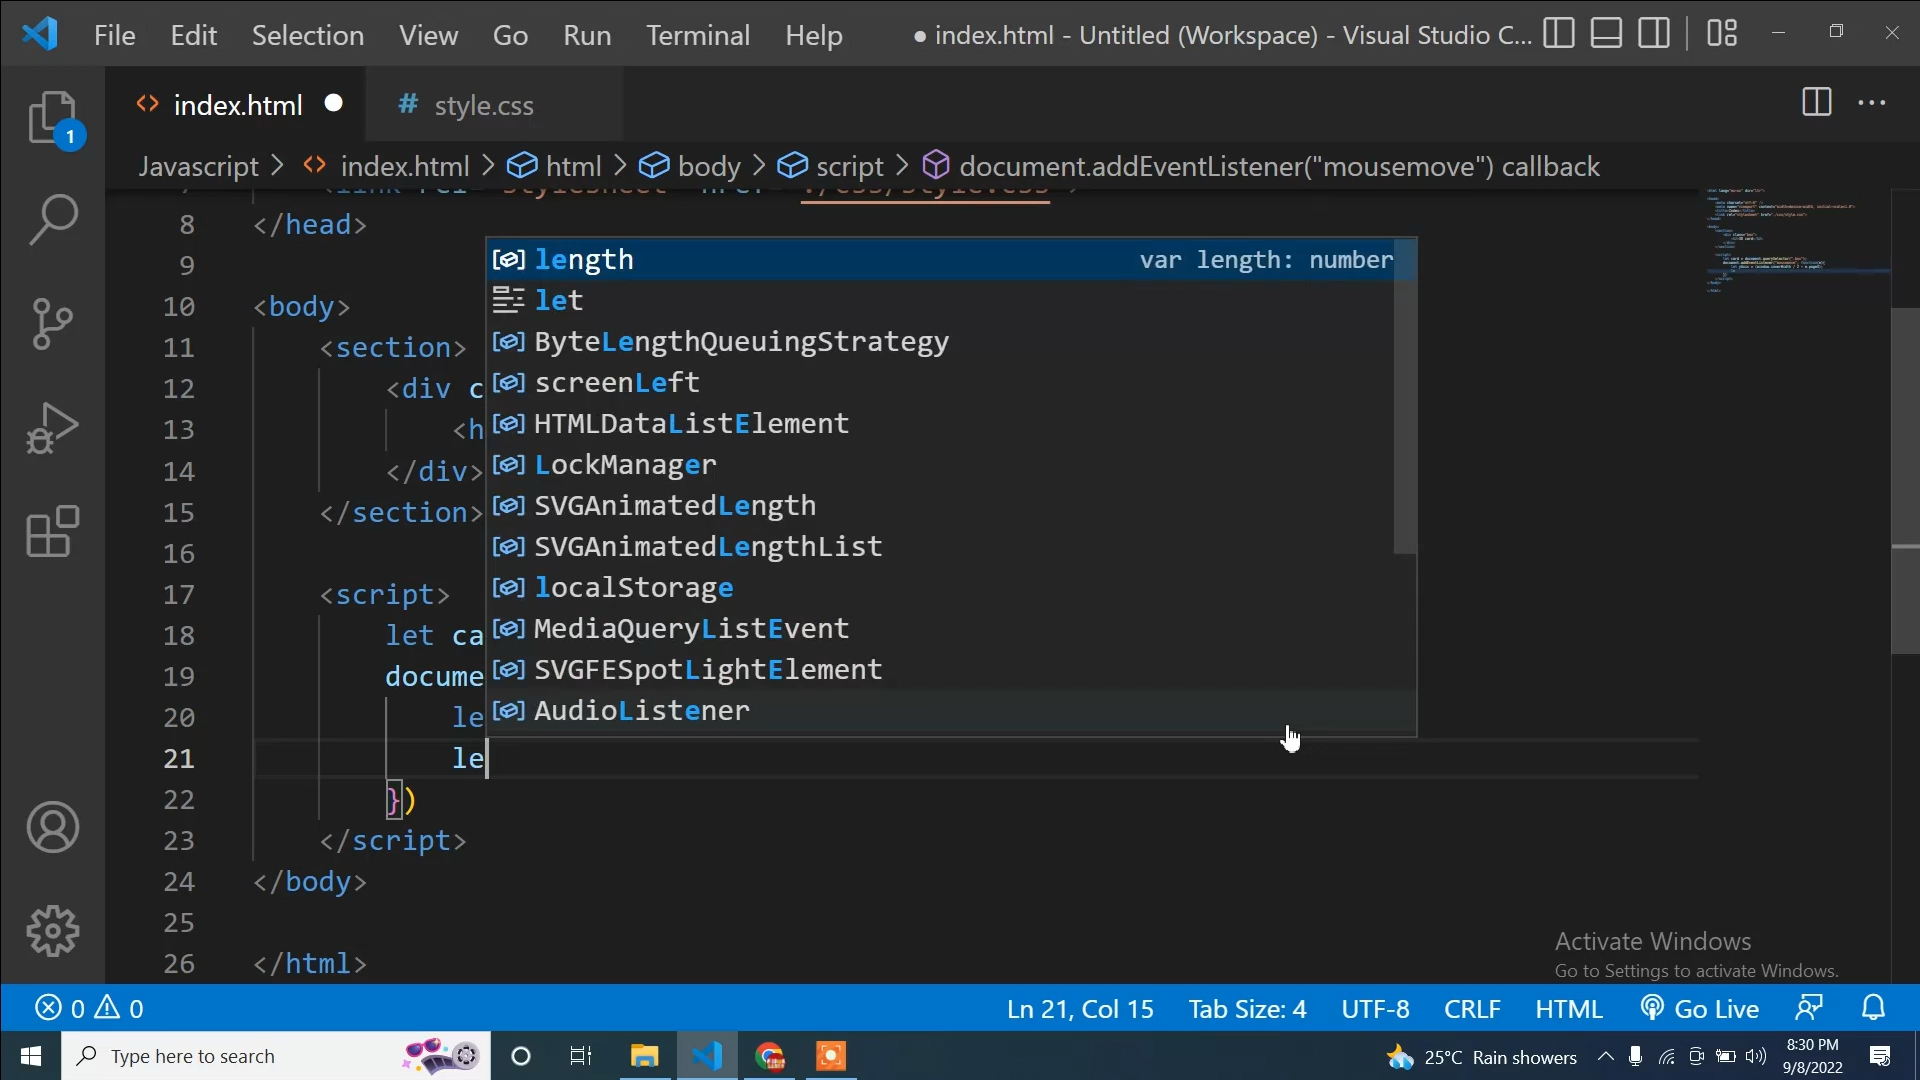 File Edit Selection View Go Run Terminal Help ● index.html - Untitled (Workspace) - Visual Studio C...
index.html # style.css
1
Javascript > index.html > html > body > script > document.addEventListener("mousemove") callback
8 </head>
9
10 <body>
11 <section>
12 <div c
13 <h
14 </div>
15 </section>
16
17 <script>
18 let ca
19 docume
20 le
21 le
22 })
23 </script>
24 </body>
25
26 </html>
length var length: number
let
ByteLengthQueuingStrategy
screenLeft
HTMLDataListElement
LockManager
SVGAnimatedLength
SVGAnimatedLengthList
localStorage
MediaQueryListEvent
SVGFESpotLightElement
AudioListener
Activate Windows
Go to Settings to activate Windows.
0 0 Ln 21, Col 15 Tab Size: 4 UTF-8 CRLF HTML Go Live
Type here to search 25°C Rain showers 8:30 PM
9/8/2022